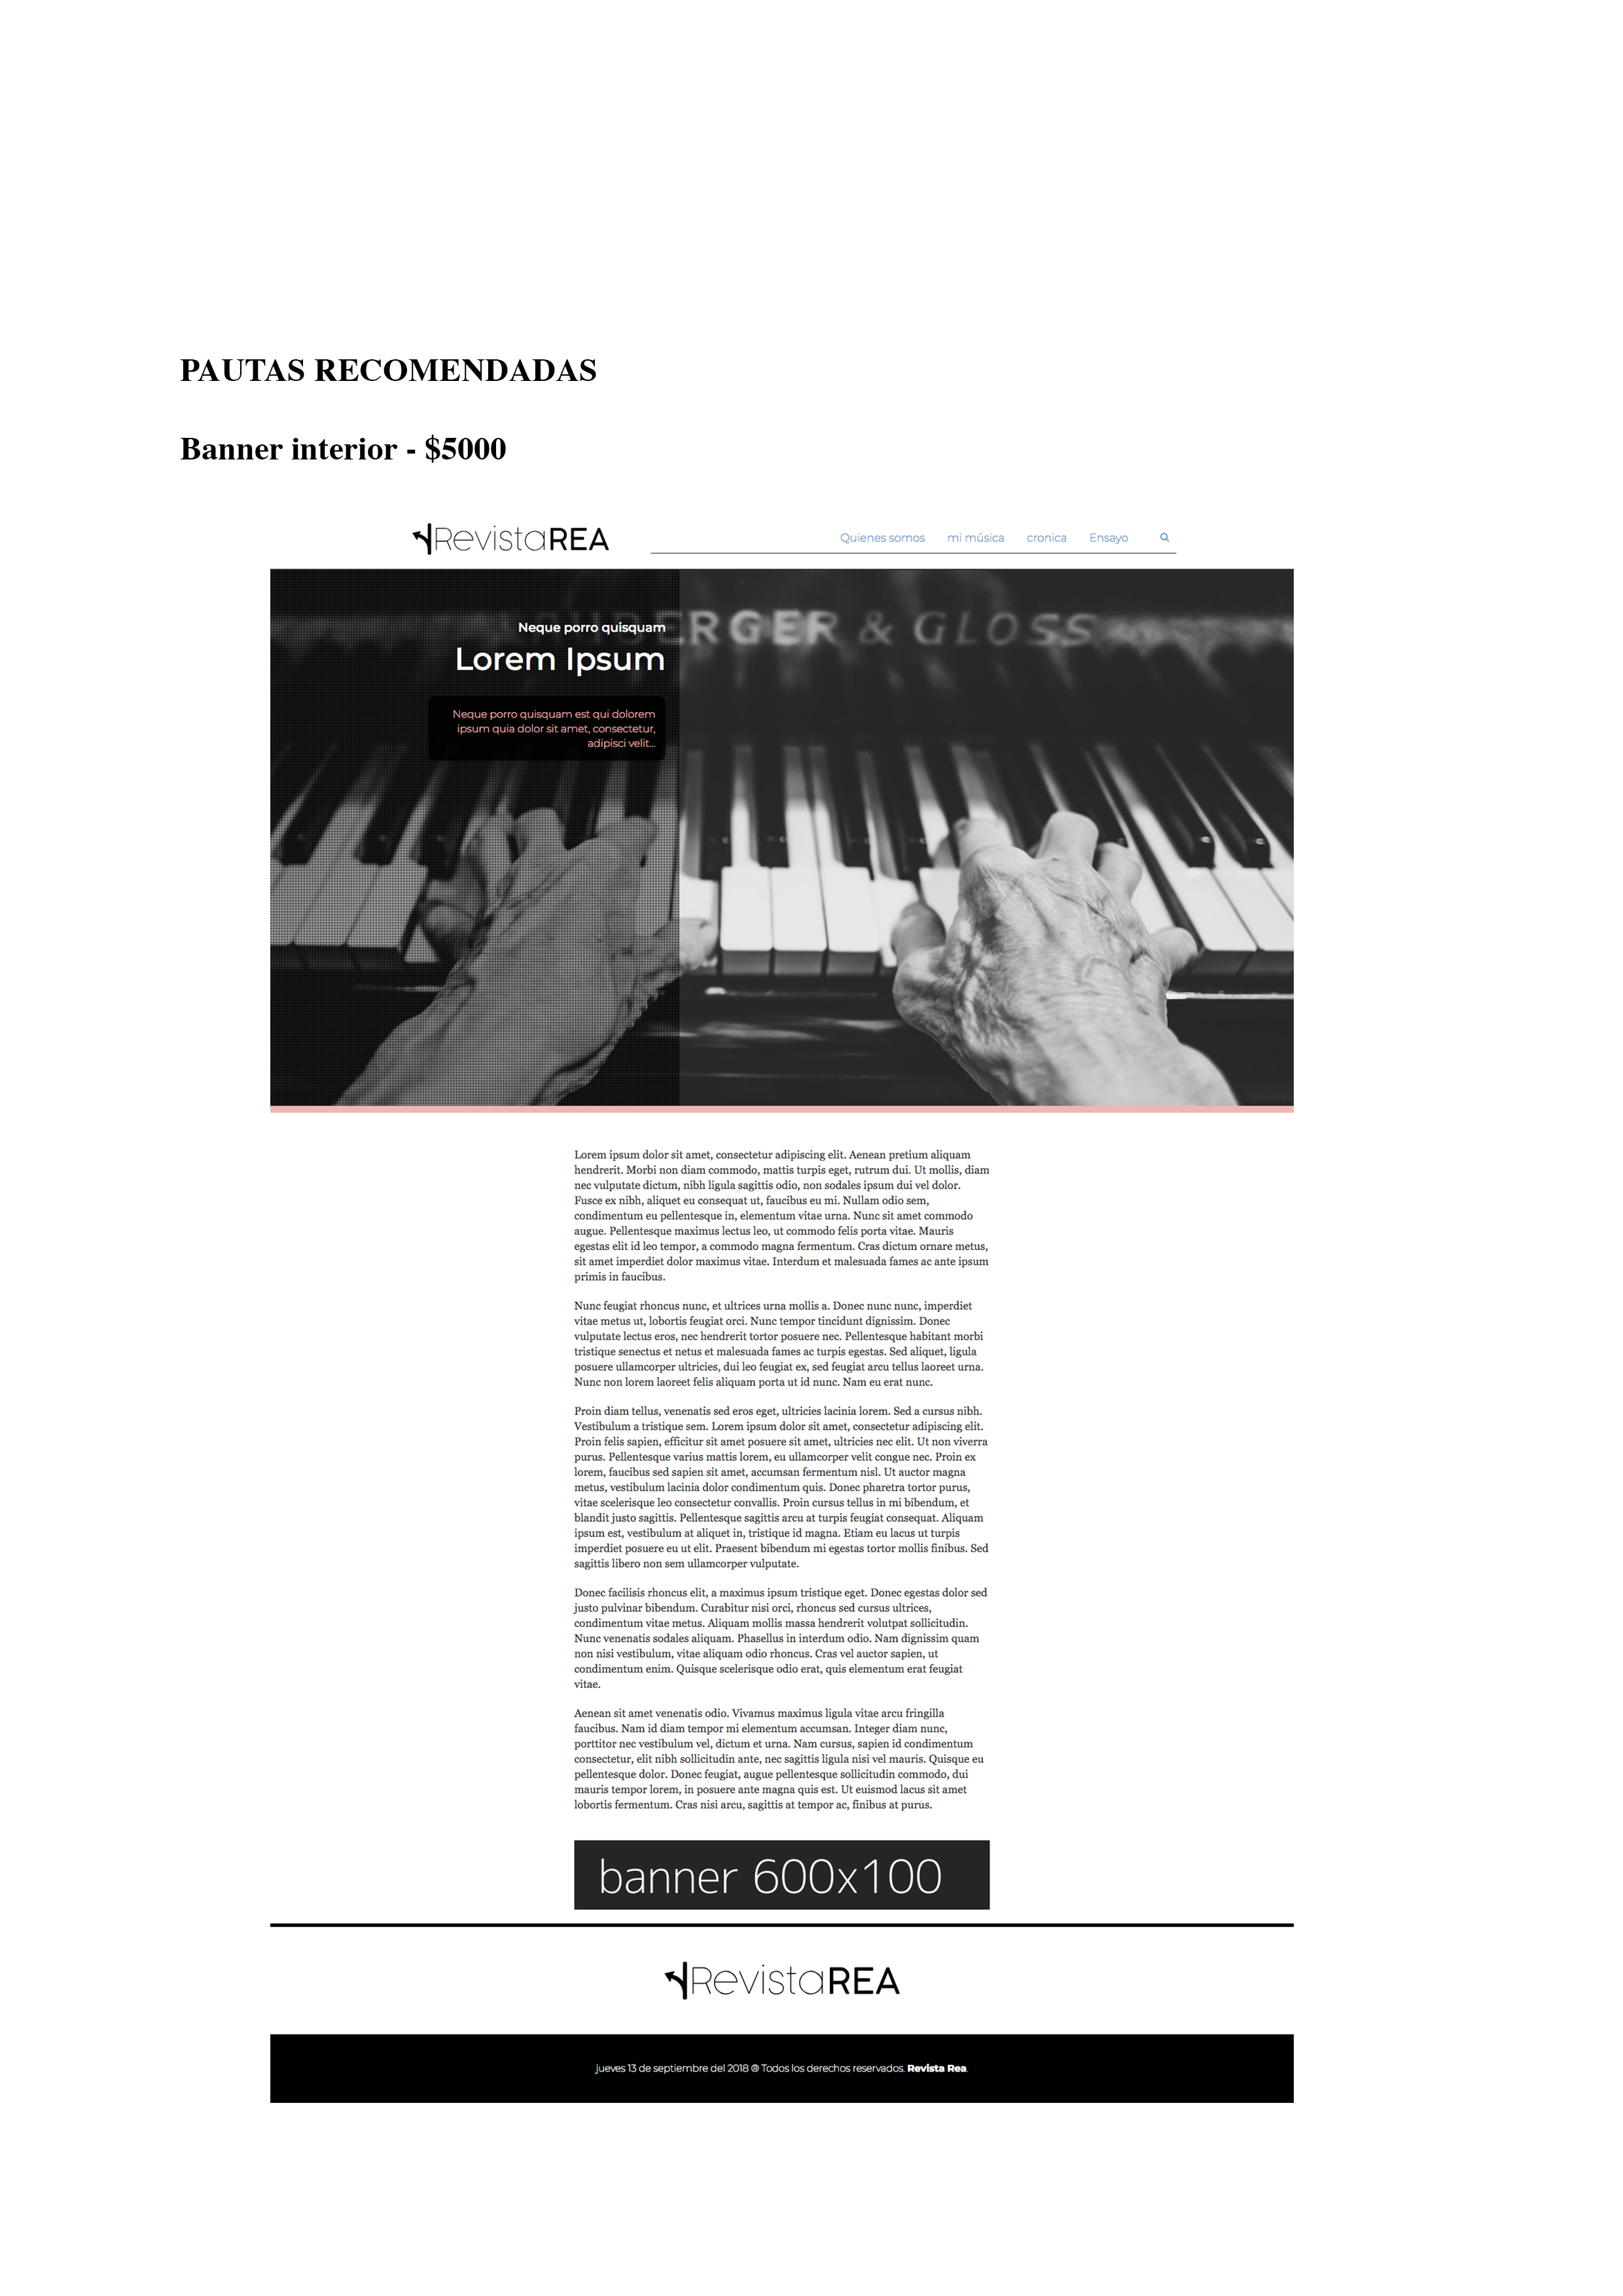 PAUTAS RECOMENDADAS
Banner interior - $5000
RevistaREA
Quienes somos mi música cronica Ensayo
ERGER & GLOSS
Neque porro quisquam
Lorem Ipsum
Neque porro quisquam est qui dolorem
ipsum quia dolor sit amet, consectetur,
adipisci velit...
Lorem ipsum dolor sit amet, consectetur adipiscing elit. Aenean pretium aliquam
hendrerit. Morbi non diam commodo, mattis turpis eget, rutrum dui. Ut mollis, diam
nec vulputate dictum, nibh ligula sagittis odio, non sodales ipsum dui vel dolor.
Fusce ex nibh, aliquet eu consequat ut, faucibus eu mi. Nullam odio sem,
condimentum eu pellentesque in, elementum vitae urna. Nunc sit amet commodo
augue. Pellentesque maximus lectus leo, ut commodo felis porta vitae. Mauris
egestas elit id leo tempor, a commodo magna fermentum. Cras dictum ornare metus,
sit amet imperdiet dolor maximus vitae. Interdum et malesuada fames ac ante ipsum
primis in faucibus.
Nunc feugiat rhoncus nunc, et ultrices urna mollis a. Donec nunc nunc, imperdiet
vitae metus ut, lobortis feugiat orci. Nunc tempor tincidunt dignissim. Donec
vulputate lectus eros, nec hendrerit tortor posuere nec. Pellentesque habitant morbi
tristique senectus et netus et malesuada fames ac turpis egestas. Sed aliquet, ligula
posuere ullamcorper ultricies, dui leo feugiat ex, sed feugiat arcu tellus laoreet urna.
Nunc non lorem laoreet felis aliquam porta ut id nunc. Nam eu erat nunc.
Proin diam tellus, venenatis sed eros eget, ultricies lacinia lorem. Sed a cursus nibh.
Vestibulum a tristique sem. Lorem ipsum dolor sit amet, consectetur adipiscing elit.
Proin felis sapien, efficitur sit amet posuere sit amet, ultricies nec elit. Ut non viverra
purus. Pellentesque varius mattis lorem, eu ullamcorper velit congue nec. Proin ex
lorem, faucibus sed sapien sit amet, accumsan fermentum nisl. Ut auctor magna
metus, vestibulum lacinia dolor condimentum quis. Donec pharetra tortor purus,
vitae scelerisque leo consectetur convallis. Proin cursus tellus in mi bibendum, et
blandit justo sagittis. Pellentesque sagittis arcu at turpis feugiat consequat. Aliquam
ipsum est, vestibulum at aliquet in, tristique id magna. Etiam eu lacus ut turpis
imperdiet posuere eu ut elit. Praesent bibendum mi egestas tortor mollis finibus. Sed
sagittis libero non sem ullamcorper vulputate.
Donec facilisis rhoncus elit, a maximus ipsum tristique eget. Donec egestas dolor sed
justo pulvinar bibendum. Curabitur nisi orci, rhoncus sed cursus ultrices,
condimentum vitae metus. Aliquam mollis massa hendrerit volutpat sollicitudin.
Nunc venenatis sodales aliquam. Phasellus in interdum odio. Nam dignissim quam
non nisi vestibulum, vitae aliquam odio rhoncus. Cras vel auctor sapien, ut
condimentum enim. Quisque scelerisque odio erat, quis elementum erat feugiat
vitae.
Aenean sit amet venenatis odio. Vivamus maximus ligula vitae arcu fringilla
faucibus. Nam id diam tempor mi elementum accumsan. Integer diam nunc,
porttitor nec vestibulum vel, dictum et urna. Nam cursus, sapien id condimentum
consectetur, elit nibh sollicitudin ante, nec sagittis ligula nisi vel mauris. Quisque eu
pellentesque dolor. Donec feugiat, augue pellentesque sollicitudin commodo, dui
mauris tempor lorem, in posuere ante magna quis est. Ut euismod lacus sit amet
lobortis fermentum. Cras nisi arcu, sagittis at tempor ac, finibus at purus.
banner 600x100
RevistaREA
jueves 13 de septiembre del 2018 ® Todos los derechos reservados. Revista Rea.